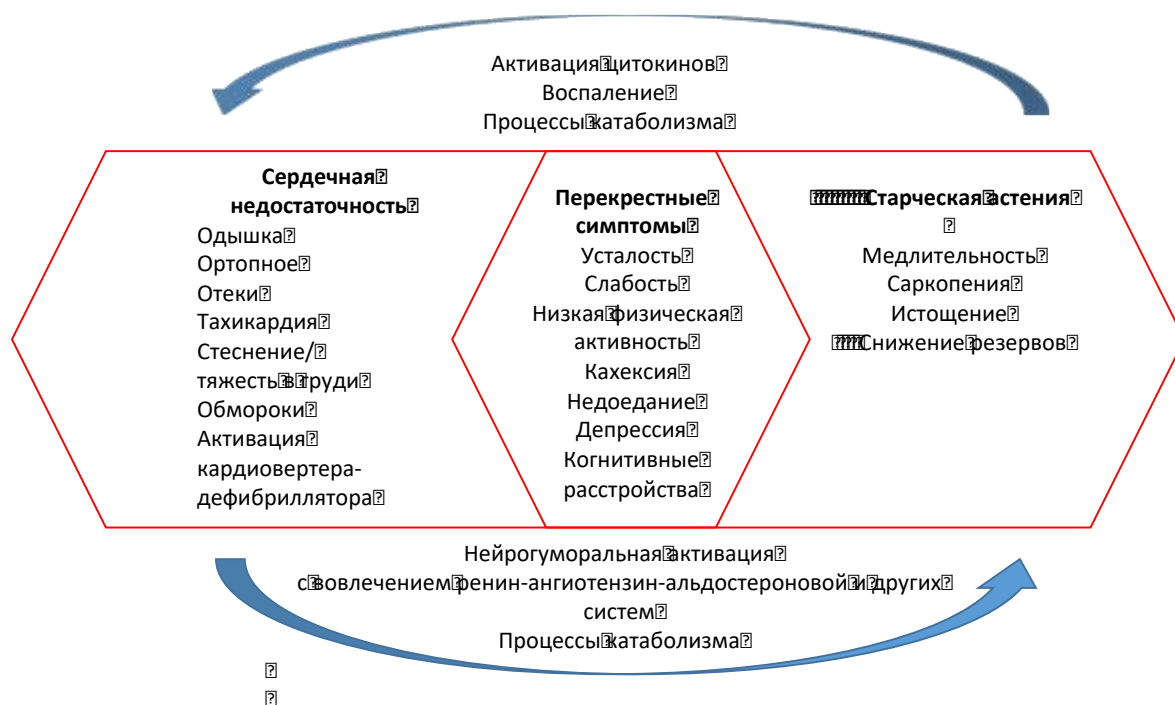 Активация цитокинов
Воспаление
Процессы катаболизма
Сердечная
недостаточность
Одышка
Ортопное
Отеки
Тахикардия
Стеснение/
тяжесть в груди
Обмороки
Активация
кардиовертера-
дефибриллятора
Перекрестные
симптомы
Усталость
Слабость
Низкая физическая
активность
Кахексия
Недоедание
Депрессия
Когнитивные
расстройства
Старческая астения
Медлительность
Саркопения
Истощение
Снижение резервов
Нейрогуморальная активация
с вовлечением ренин-ангиотензин-альдостероновой и других
систем
Процессы катаболизма